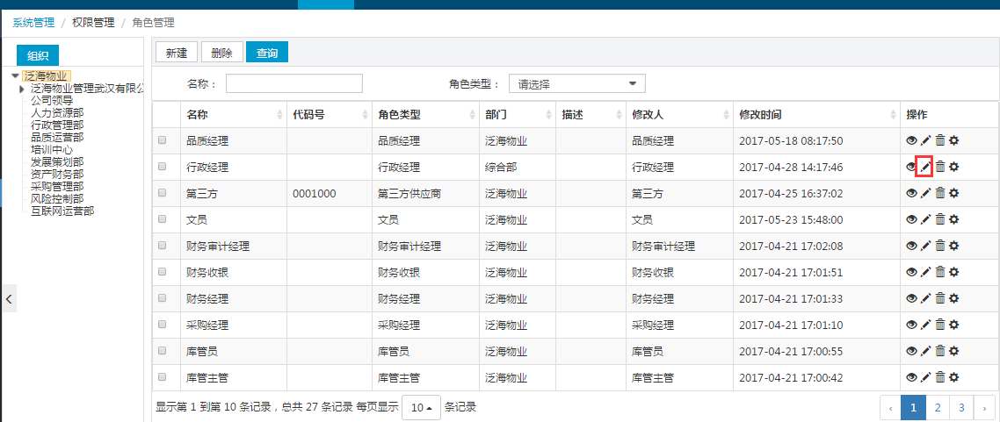 系统管理 / 权限管理 / 角色管理
组织
泛海物业
泛海物业管理武汉有限公
公司领导
人力资源部
行政管理部
品质运营部
培训中心
发展策划部
资产财务部
采购管理部
风险控制部
互联网运营部
新建 删除 查询
名称： 角色类型： 请选择
名称 代码号 角色类型 部门 描述 修改人 修改时间 操作
品质经理 品质经理 泛海物业 品质经理 2017-05-18 08:17:50
行政经理 行政经理 综合部 行政经理 2017-04-28 14:17:46
第三方 0001000 第三方供应商 泛海物业 第三方 2017-04-25 16:37:02
文员 文员 泛海物业 文员 2017-05-23 15:48:00
财务审计经理 财务审计经理 泛海物业 财务审计经理 2017-04-21 17:02:08
财务收银 财务收银 泛海物业 财务收银 2017-04-21 17:01:51
财务经理 财务经理 泛海物业 财务经理 2017-04-21 17:01:33
采购经理 采购经理 泛海物业 采购经理 2017-04-21 17:01:10
库管员 库管员 泛海物业 库管员 2017-04-21 17:00:55
库管主管 库管主管 泛海物业 库管主管 2017-04-21 17:00:42
显示第 1 到第 10 条记录，总共 27 条记录 每页显示 10 条记录
‹ 1 2 3 ›